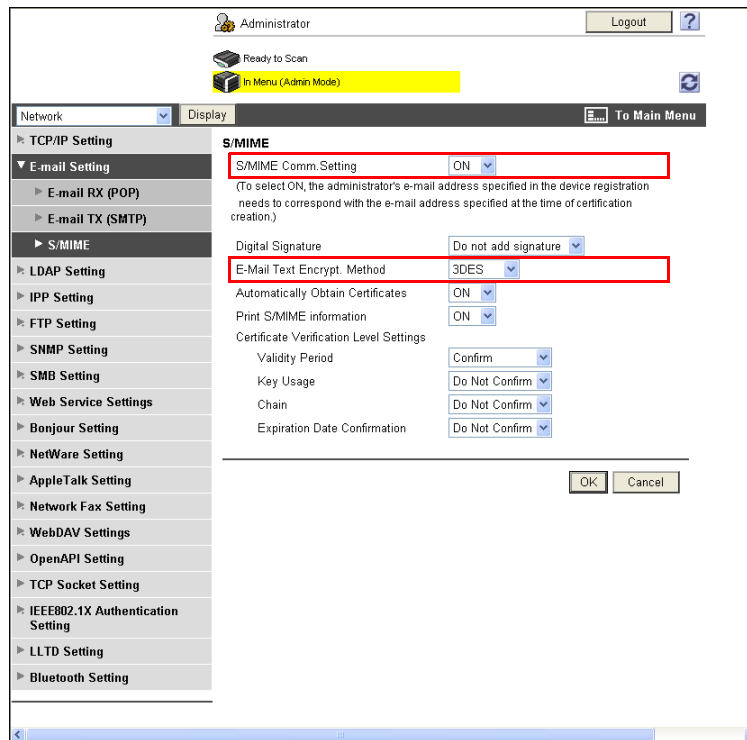 Administrator
Logout
?
Ready to Scan
In Menu (Admin Mode)
Network
Display
To Main Menu
TCP/IP Setting
E-mail Setting
E-mail RX (POP)
E-mail TX (SMTP)
S/MIME
LDAP Setting
IPP Setting
FTP Setting
SNMP Setting
SMB Setting
Web Service Settings
Bonjour Setting
NetWare Setting
AppleTalk Setting
Network Fax Setting
WebDAV Settings
OpenAPI Setting
TCP Socket Setting
IEEE802.1X Authentication
Setting
LLTD Setting
Bluetooth Setting
S/MIME
S/MIME Comm.Setting ON
(To select ON, the administrator's e-mail address specified in the device registration
needs to correspond with the e-mail address specified at the time of certification
creation.)
Digital Signature Do not add signature
E-Mail Text Encrypt. Method 3DES
Automatically Obtain Certificates ON
Print S/MIME information ON
Certificate Verification Level Settings
Validity Period Confirm
Key Usage Do Not Confirm
Chain Do Not Confirm
Expiration Date Confirmation Do Not Confirm
OK Cancel